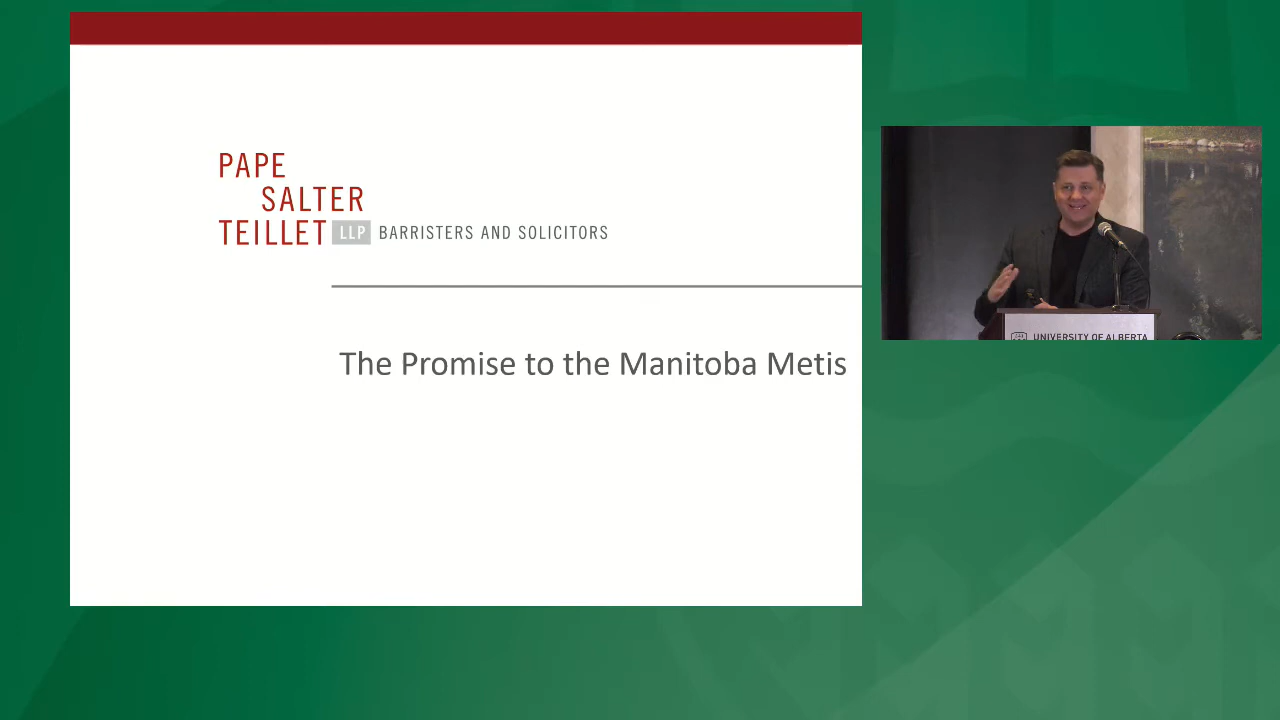 PAPE
SALTER
TEILLET LLP BARRISTERS AND SOLICITORS
The Promise to the Manitoba Metis
UNIVERSITY OF ALBERTA